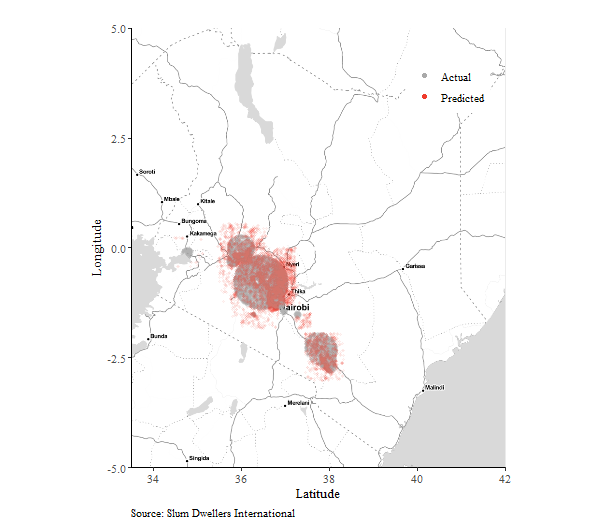 5.0
2.5
0.0
-2.5
-5.0
Longitude
Actual
Predicted
Soroti
Mbale
Kitale
Bungoma
Kakamega
Nyeri
Garissa
Thika
airobi
Bunda
Malindi
Merelani
Singida
34
36
38
40
42
Latitude
Source: Slum Dwellers International